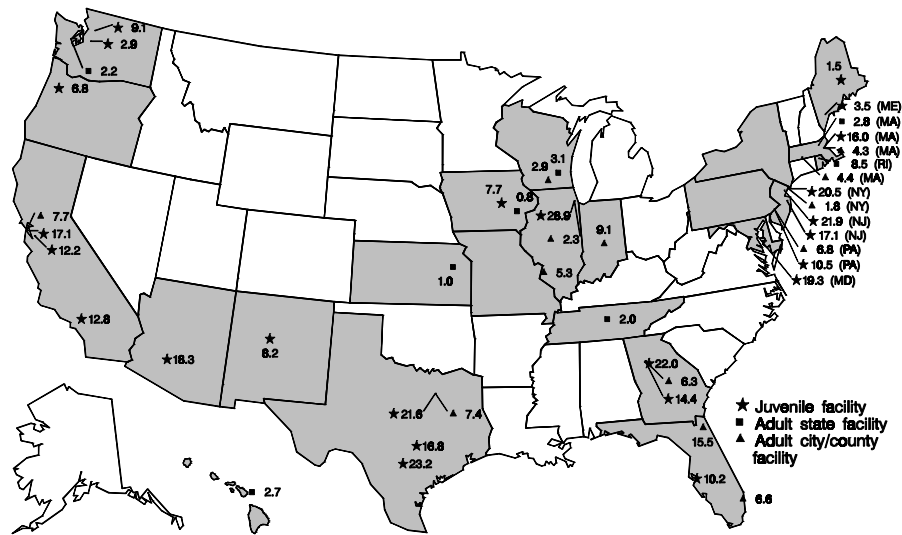 9.1
2.9
2.2
6.8
1.5
3.5 (ME)
2.8 (MA)
16.0 (MA)
4.3 (MA)
8.5 (RI)
4.4 (MA)
20.5 (NY)
1.8 (NY)
21.9 (NJ)
17.1 (NJ)
6.8 (PA)
10.5 (PA)
19.3 (MD)
2.9
3.1
7.7
0.8
28.9
2.3
9.1
5.3
7.7
17.1
12.2
1.0
12.8
2.0
18.3
8.2
22.0
6.3
14.4
21.6
7.4
16.8
23.2
15.5
10.2
6.6
2.7
Juvenile facility
Adult state facility
Adult city/county
facility